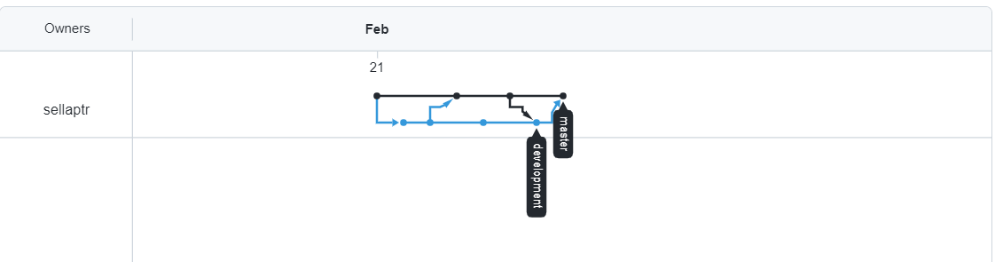 Owners
Feb
21
sellaptr
master
development